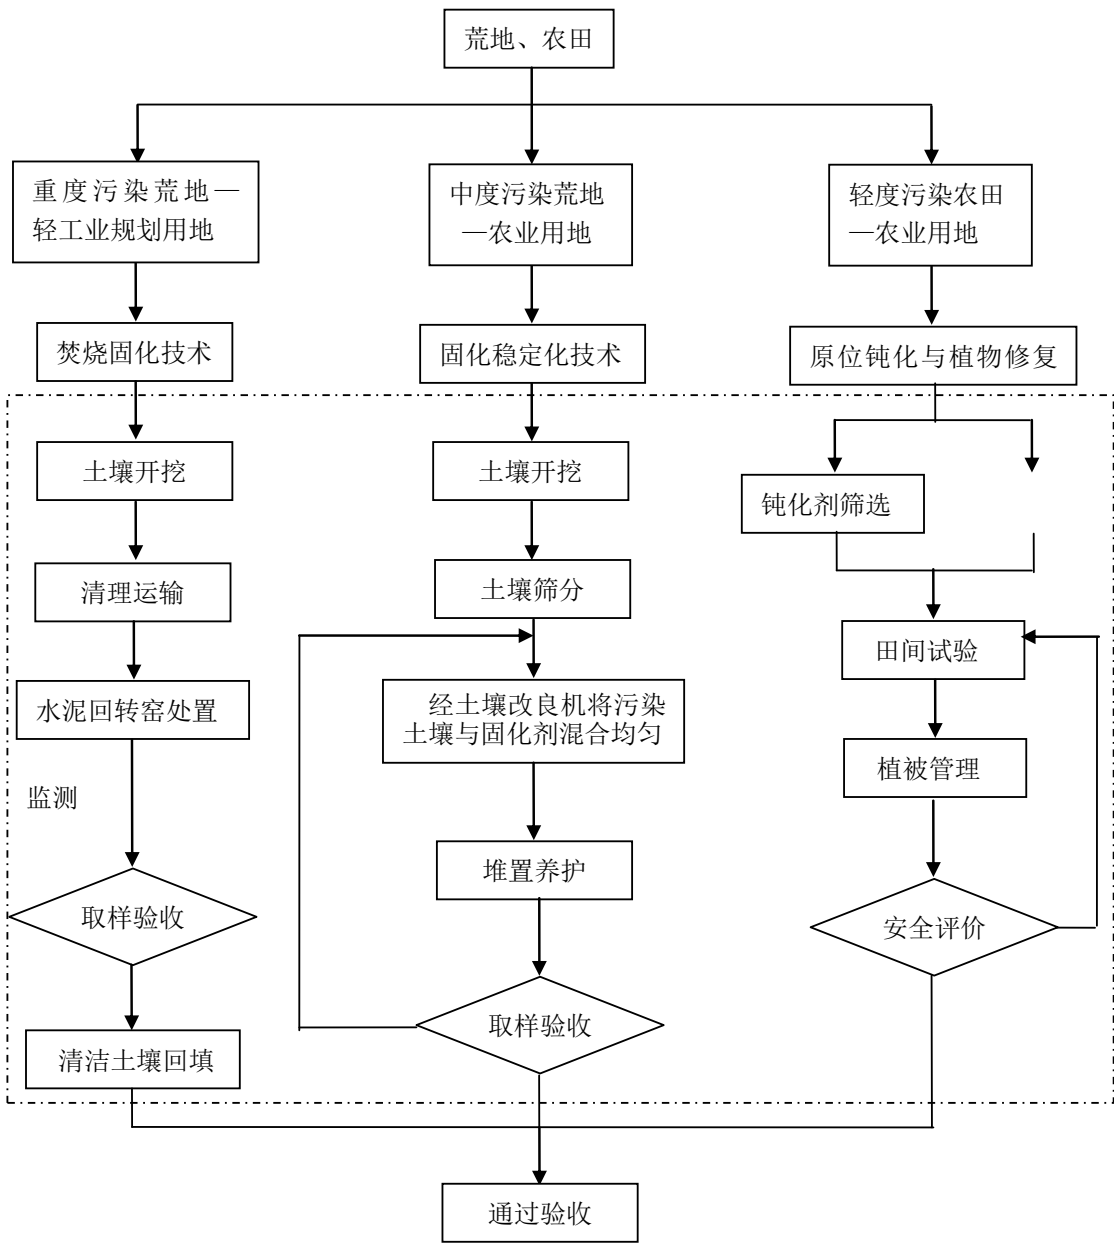 荒地、农田
重度污染荒地—
轻工业规划用地
中度污染荒地
—农业用地
轻度污染农田
—农业用地
焚烧固化技术
固化稳定化技术
原位钝化与植物修复
土壤开挖
土壤开挖
钝化剂筛选
清理运输
土壤筛分
田间试验
水泥回转窑处置
经土壤改良机将污染
土壤与固化剂混合均匀
植被管理
监测
堆置养护
取样验收
安全评价
取样验收
清洁土壤回填
通过验收